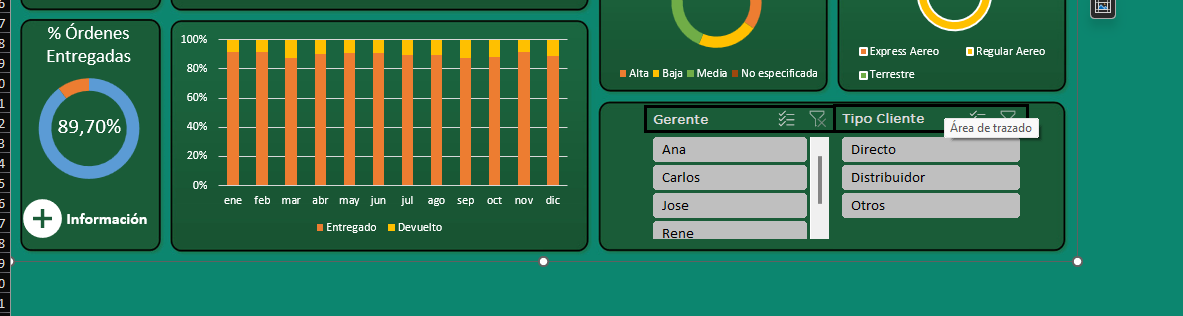 % Órdenes
Entregadas
89,70%
+ Información
100%
80%
60%
40%
20%
0%
ene feb mar abr may jun jul ago sep oct nov dic
Entregado Devuelto
Alta Baja Media No especificada
Express Aereo Regular Aereo
Terrestre
Gerente
Ana
Carlos
Jose
Rene
Tipo Cliente
Área de trazado
Directo
Distribuidor
Otros